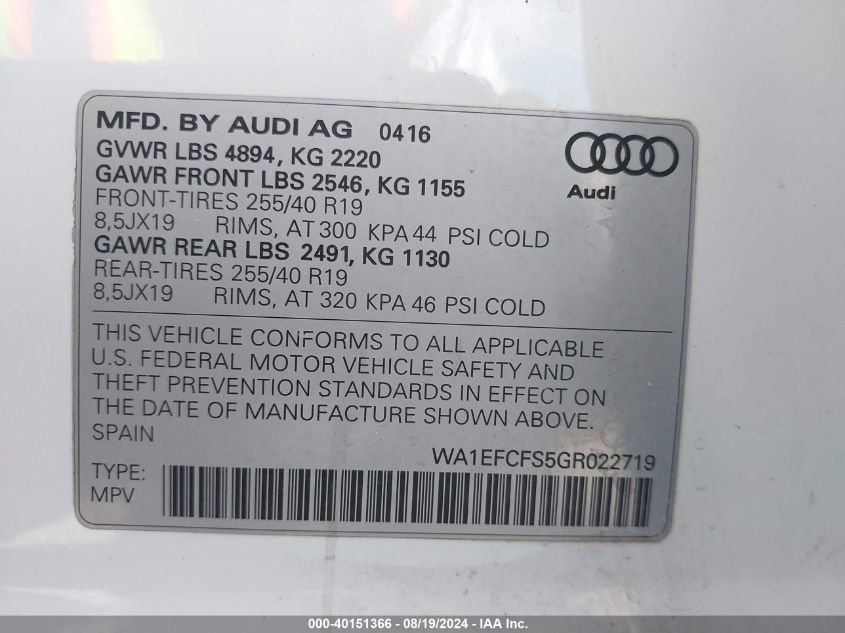 MFD. BY AUDI AG 0416
GVWR LBS 4894, KG 2220
GAWR FRONT LBS 2546, KG 1155
FRONT-TIRES 255/40 R19
8,5JX19 RIMS, AT 300 KPA 44 PSI COLD
GAWR REAR LBS 2491, KG 1130
REAR-TIRES 255/40 R19
8,5JX19 RIMS, AT 320 KPA 46 PSI COLD
Audi
THIS VEHICLE CONFORMS TO ALL APPLICABLE
U.S. FEDERAL MOTOR VEHICLE SAFETY AND
THEFT PREVENTION STANDARDS IN EFFECT ON
THE DATE OF MANUFACTURE SHOWN ABOVE.
SPAIN
WA1EFCFS5GR022719
TYPE:
MPV
000-40151366 - 08/19/2024 - IAA Inc.